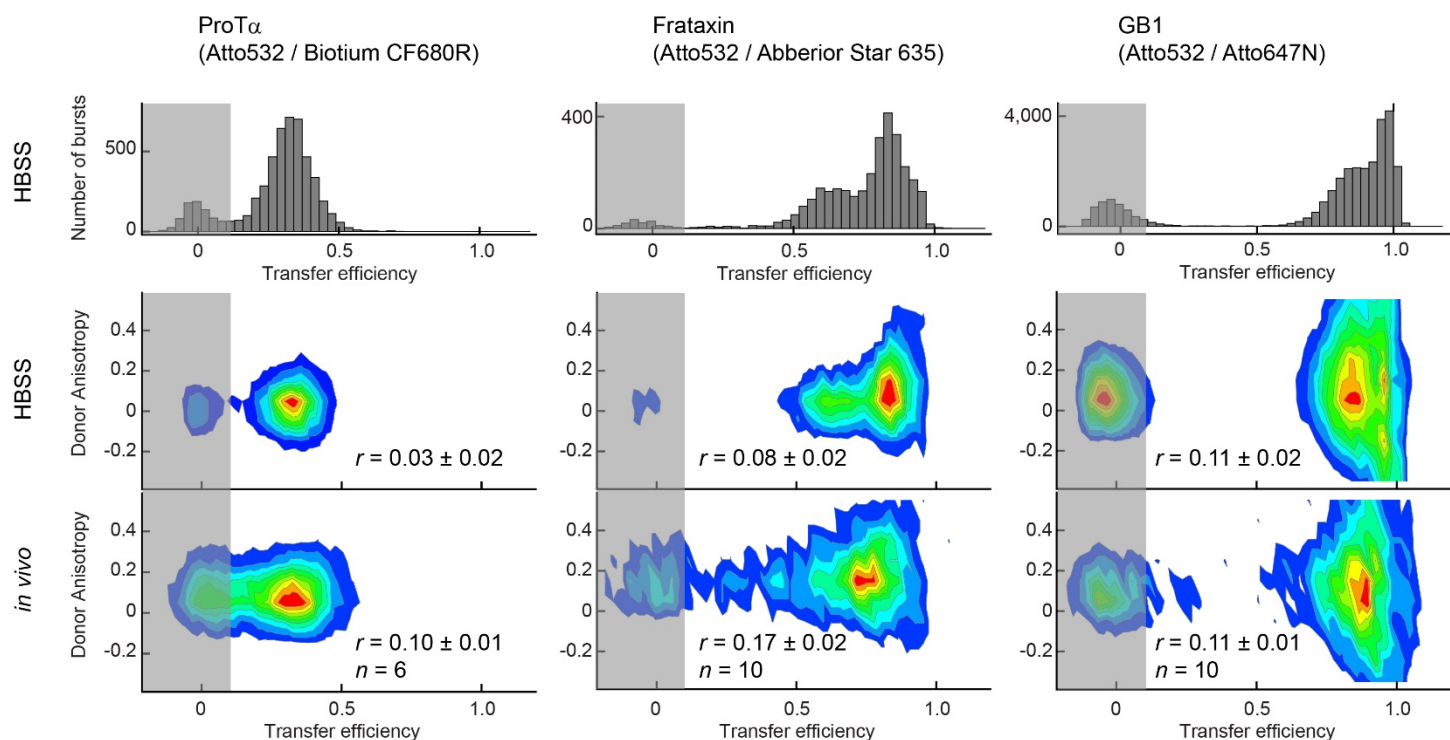 ProTα
(Atto532 / Biotium CF680R)
Frataxin
(Atto532 / Abberior Star 635)
GB1
(Atto532 / Atto647N)
HBSS
Number of bursts
500
0
0
0.5
1.0
Transfer efficiency
400
0
0
0.5
1.0
Transfer efficiency
4,000
0
0
0.5
1.0
Transfer efficiency
HBSS
Donor Anisotropy
0.4
0.2
0
-0.2
r = 0.03 ± 0.02
0.4
0.2
0
-0.2
r = 0.08 ± 0.02
0.4
0.2
0
-0.2
r = 0.11 ± 0.02
in vivo
Donor Anisotropy
0.4
0.2
0
-0.2
r = 0.10 ± 0.01
n = 6
0
0.5
1.0
Transfer efficiency
0.4
0.2
0
-0.2
r = 0.17 ± 0.02
n = 10
0
0.5
1.0
Transfer efficiency
0.4
0.2
0
-0.2
r = 0.11 ± 0.01
n = 10
0
0.5
1.0
Transfer efficiency